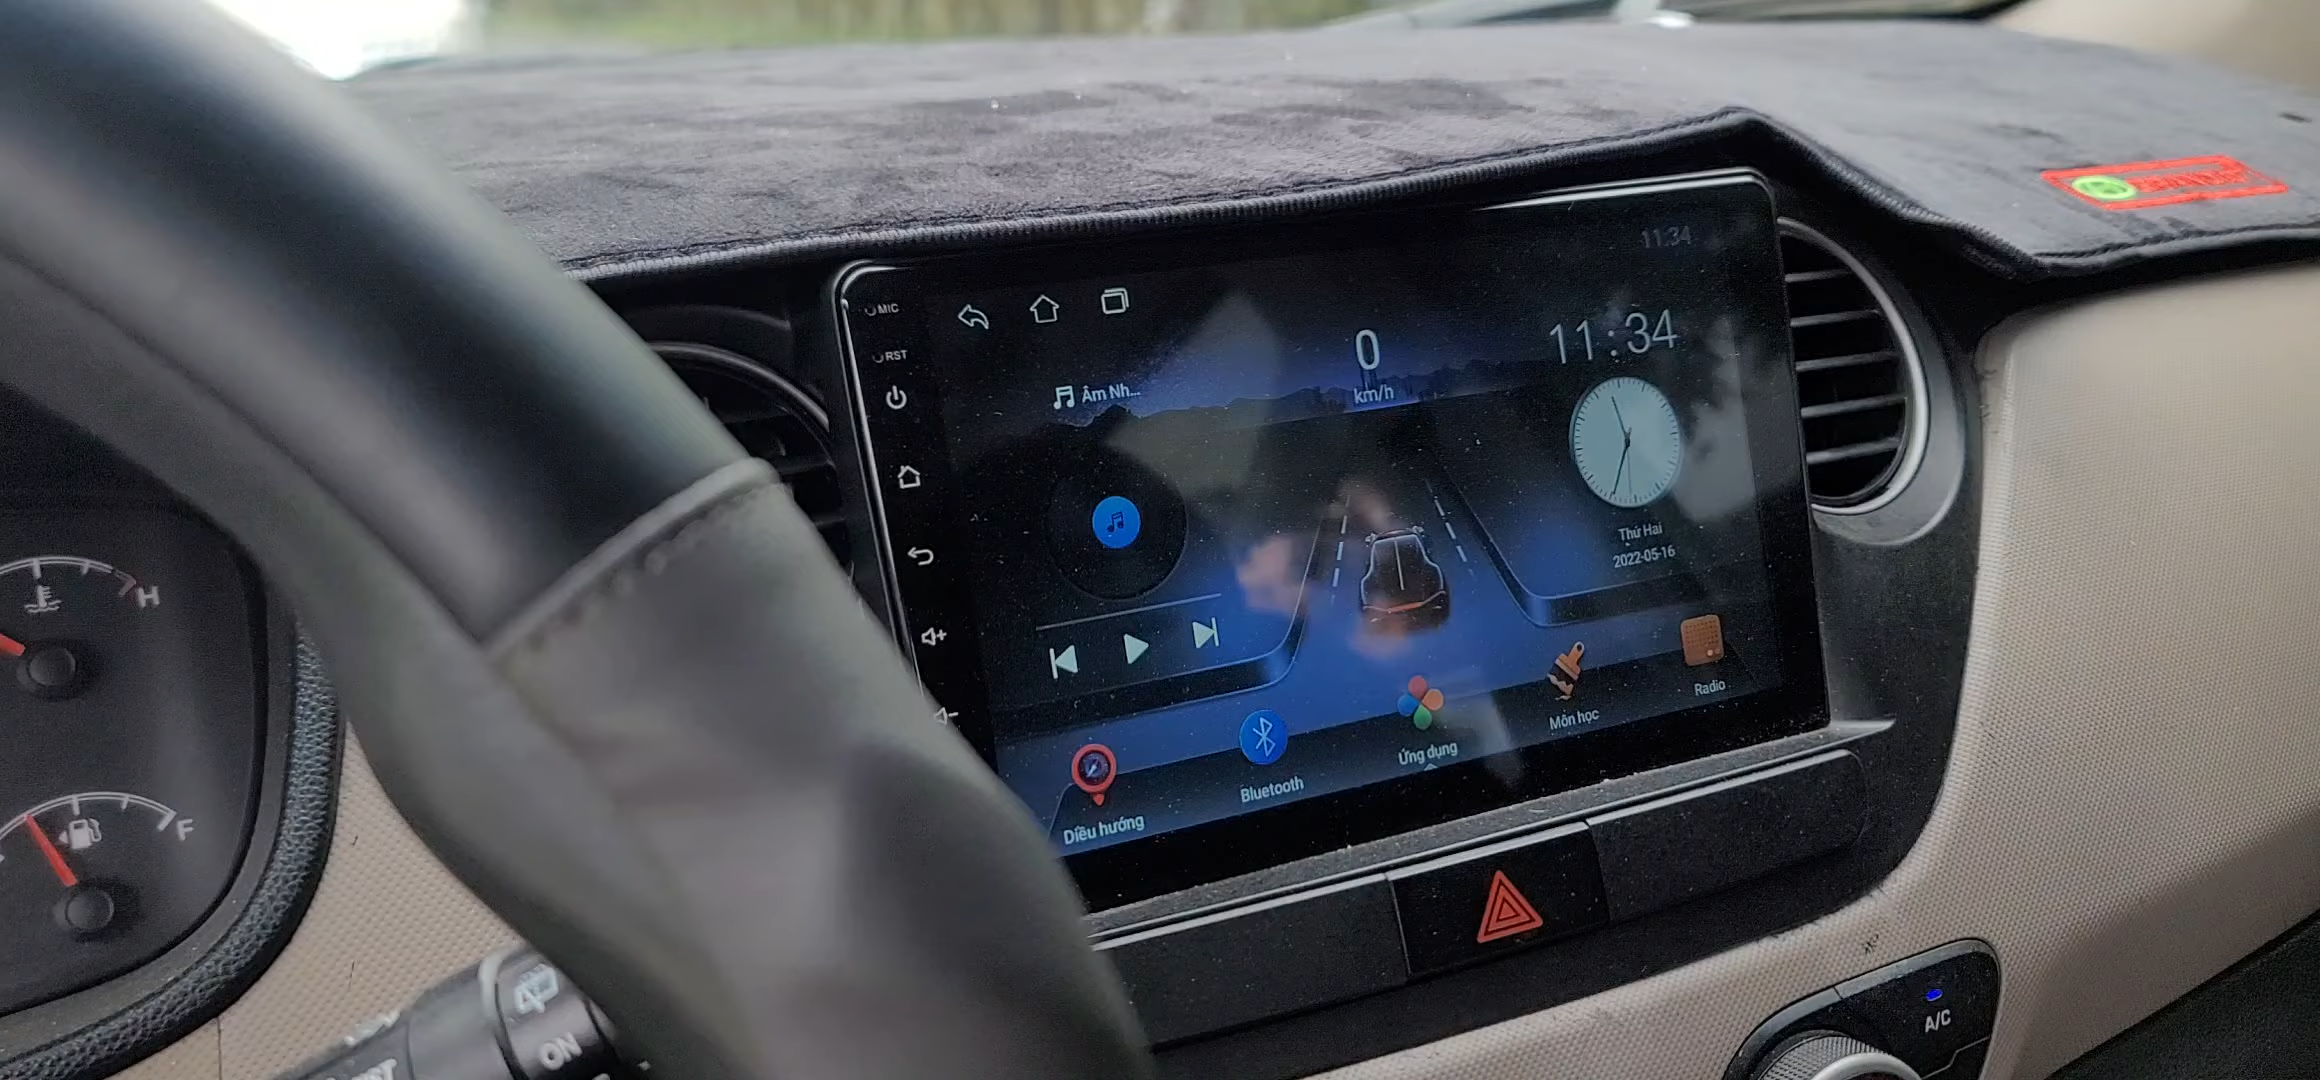 11:34
MIC
RST
0
km/h
11:34
Âm Nh...
Thứ Hai
2022-05-16
Điều hướng
Bluetooth
Ứng dụng
Môn học
Radio
H
F
ON
A/C